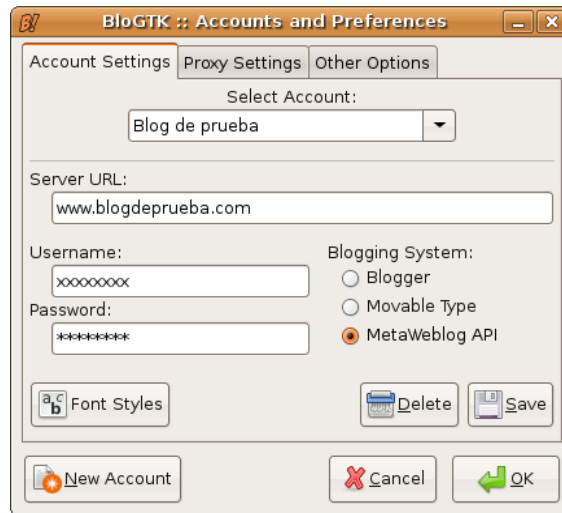 BloGTK :: Accounts and Preferences
Account Settings Proxy Settings Other Options
Select Account:
Blog de prueba
Server URL:
www.blogdeprueba.com
Username:
xxxxxxxx
Blogging System:
Blogger
Movable Type
MetaWeblog API
Password:
********
Font Styles Delete Save
New Account Cancel OK